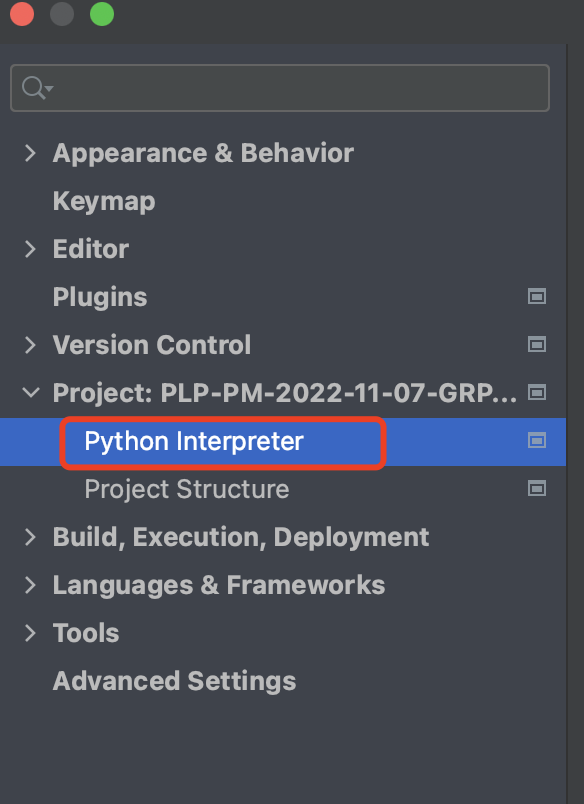 Appearance & Behavior
Keymap
Editor
Plugins
Version Control
Project: PLP-PM-2022-11-07-GRP...
Python Interpreter
Project Structure
Build, Execution, Deployment
Languages & Frameworks
Tools
Advanced Settings